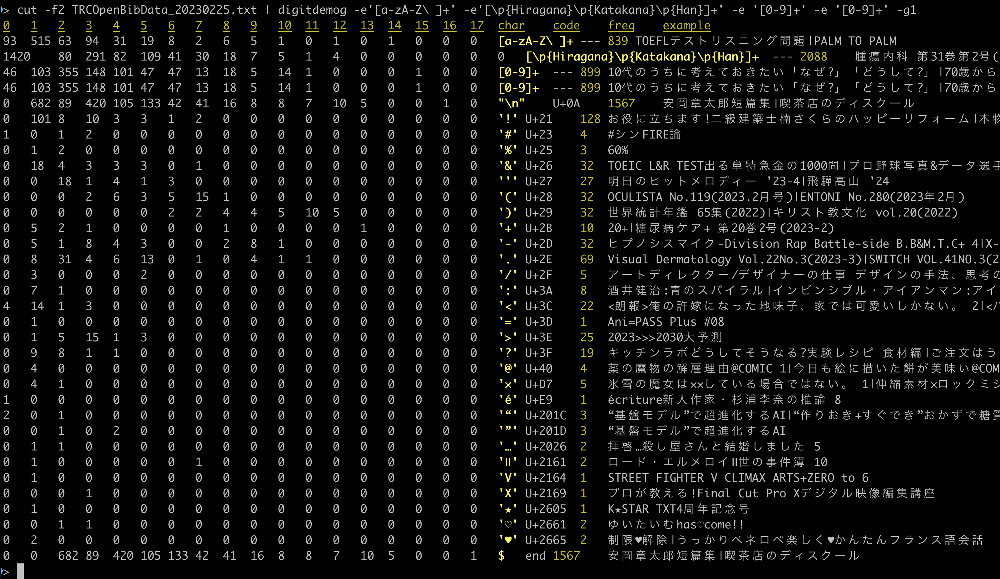 > cut -f2 TRCOpenBibData_20230225.txt | digitdemog -e'[a-zA-Z\ ]+' -e'[\p{Hiragana}\p{Katakana}\p{Han}]+' -e '[0-9]+' -e '[0-9]+' -g1
0 1 2 3 4 5 6 7 8 9 10 11 12 13 14 15 16 17 char code freq example
93 515 63 94 31 19 8 2 6 5 1 0 1 0 1 0 0 0 [a-zA-Z\ ]+ --- 839 TOEFLテストリスニング問題|PALM TO PALM
1420 80 291 82 109 41 30 18 7 5 1 4 0 0 0 0 0 0 [\p{Hiragana}\p{Katakana}\p{Han}]+ --- 2088 腫瘍内科 第31巻第2号(
46 103 355 148 101 47 47 13 18 5 14 1 0 0 0 1 0 0 [0-9]+ --- 899 10代のうちに考えておきたい「なぜ?」「どうして?」|70歳から
46 103 355 148 101 47 47 13 18 5 14 1 0 0 0 1 0 0 [0-9]+ --- 899 10代のうちに考えておきたい「なぜ?」「どうして?」|70歳から
0 682 89 420 105 133 42 41 16 8 8 7 10 5 0 0 1 0 "\n" U+0A 1567 安岡章太郎短篇集|喫茶店のディスクール
0 101 8 10 3 3 1 2 0 0 0 0 0 0 0 0 0 0 '!' U+21 128 お役に立ちます!二級建築士楠さくらのハッピーリフォーム|本物
1 0 1 2 0 0 0 0 0 0 0 0 0 0 0 0 0 0 '#' U+23 4 #シンFIRE論
0 1 2 0 0 0 0 0 0 0 0 0 0 0 0 0 0 0 '%' U+25 3 60%
0 18 4 3 3 3 0 1 0 0 0 0 0 0 0 0 0 0 '&' U+26 32 TOEIC L&R TEST出る単特急金の1000問|プロ野球写真&データ選手
0 0 18 1 4 1 3 0 0 0 0 0 0 0 0 0 0 0 ''' U+27 27 明日のヒットメロディー '23-4|飛驒高山 '24
0 0 0 2 6 3 5 15 1 0 0 0 0 0 0 0 0 0 '(' U+28 32 OCULISTA No.119(2023.2月号)|ENTONI No.280(2023年2月)
0 0 0 0 0 0 2 2 4 4 5 10 5 0 0 0 0 0 ')' U+29 32 世界統計年鑑 65集(2022)|キリスト教文化 vol.20(2022)
0 5 2 1 0 0 0 0 1 0 0 0 0 1 0 0 0 0 '+' U+2B 10 20+|糖尿病ケア+ 第20巻2号(2023-2)
0 5 1 8 4 3 0 0 2 8 1 0 0 0 0 0 0 0 '-' U+2D 32 ヒプノシスマイク-Division Rap Battle-side B.B&M.T.C+ 4|X-
0 8 31 4 6 13 0 1 0 4 1 1 0 0 0 0 0 0 '.' U+2E 69 Visual Dermatology Vol.22No.3(2023-3)|SWITCH VOL.41NO.3(2
0 3 0 0 0 2 0 0 0 0 0 0 0 0 0 0 0 0 '/' U+2F 5 アートディレクター/デザイナーの仕事 デザインの手法、思考の
0 7 1 0 0 0 0 0 0 0 0 0 0 0 0 0 0 0 ':' U+3A 8 酒井健治:青のスパイラル|インビンシブル・アイアンマン:アイ
4 14 1 3 0 0 0 0 0 0 0 0 0 0 0 0 0 0 '<' U+3C 22 <朗報>俺の許嫁になった地味子、家では可愛いしかない。 2|<ハ
0 1 0 0 0 0 0 0 0 0 0 0 0 0 0 0 0 0 '=' U+3D 1 Ani=PASS Plus #08
0 1 5 15 1 3 0 0 0 0 0 0 0 0 0 0 0 0 '>' U+3E 25 2023>>>2030大予測
0 9 8 1 1 0 0 0 0 0 0 0 0 0 0 0 0 0 '?' U+3F 19 キッチンラボどうしてそうなる?実験レシピ 食材編|ご注文はう
0 4 0 0 0 0 0 0 0 0 0 0 0 0 0 0 0 0 '@' U+40 4 薬の魔物の解雇理由@COMIC 1|今日も絵に描いた餅が美味い@COM
0 4 1 0 0 0 0 0 0 0 0 0 0 0 0 0 0 0 '×' U+D7 5 氷雪の魔女は××している場合ではない。 1|伸縮素材×ロックミシ
1 0 0 0 0 0 0 0 0 0 0 0 0 0 0 0 0 0 'é' U+E9 1 écriture新人作家・杉浦李奈の推論 8
2 0 1 0 0 0 0 0 0 0 0 0 0 0 0 0 0 0 '“' U+201C 3 “基盤モデル”で超進化するAI|“作りおき+すぐでき”おかずで糖質
0 0 1 0 2 0 0 0 0 0 0 0 0 0 0 0 0 0 '”' U+201D 3 “基盤モデル”で超進化するAI
0 1 1 0 0 0 0 0 0 0 0 0 0 0 0 0 0 0 '…' U+2026 2 拝啓…殺し屋さんと結婚しました 5
0 1 0 0 0 0 0 1 0 0 0 0 0 0 0 0 0 0 'Ⅱ' U+2161 2 ロード・エルメロイⅡ世の事件簿 10
0 1 0 0 0 0 0 0 0 0 0 0 0 0 0 0 0 0 'Ⅴ' U+2164 1 STREET FIGHTER Ⅴ CLIMAX ARTS+ZERO to 6
0 0 0 1 0 0 0 0 0 0 0 0 0 0 0 0 0 0 'Ⅹ' U+2169 1 プロが教える!Final Cut Pro Ⅹデジタル映像編集講座
0 1 0 0 0 0 0 0 0 0 0 0 0 0 0 0 0 0 '★' U+2605 1 K★STAR TXT4周年記念号
0 0 1 1 0 0 0 0 0 0 0 0 0 0 0 0 0 0 '♡' U+2661 2 ゆいたいむhas♡come!!
0 2 0 0 0 0 0 0 0 0 0 0 0 0 0 0 0 0 '♥' U+2665 2 制限♥解除|うっかりペネロペ楽しく♥かんたんフランス語会話
0 0 682 89 420 105 133 42 41 16 8 8 7 10 5 0 0 1 $ end 1567 安岡章太郎短篇集|喫茶店のディスクール
>